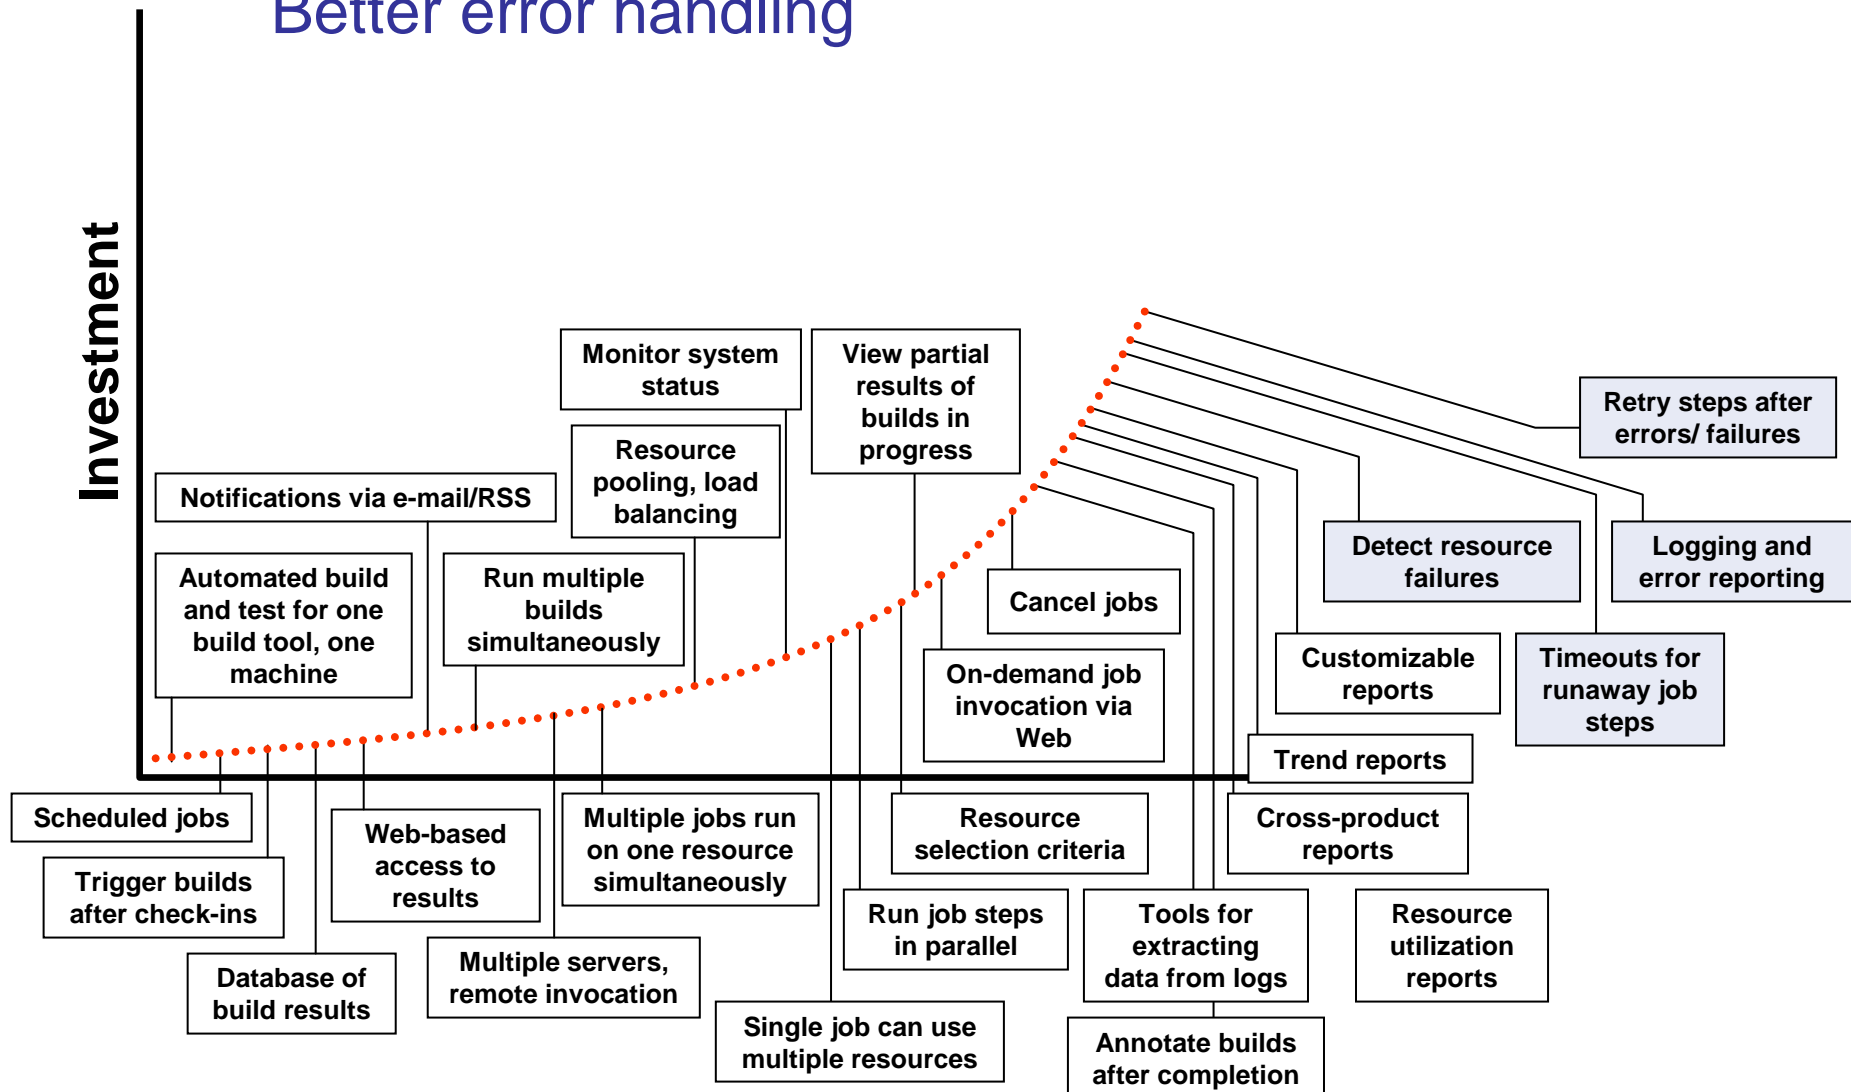 Better error handling
Investment
Monitor system
status
View partial
results of
builds in
progress
Retry steps after
errors/ failures
Resource
pooling, load
balancing
Notifications via e-mail/RSS
Detect resource
failures
Logging and
error reporting
Automated build
and test for one
build tool, one
machine
Run multiple
builds
simultaneously
Cancel jobs
On-demand job
invocation via
Web
Customizable
reports
Timeouts for
runaway job
steps
Trend reports
Scheduled jobs
Web-based
access to
results
Multiple jobs run
on one resource
simultaneously
Resource
selection criteria
Cross-product
reports
Trigger builds
after check-ins
Run job steps
in parallel
Tools for
extracting
data from logs
Resource
utilization
reports
Database of
build results
Multiple servers,
remote invocation
Single job can use
multiple resources
Annotate builds
after completion